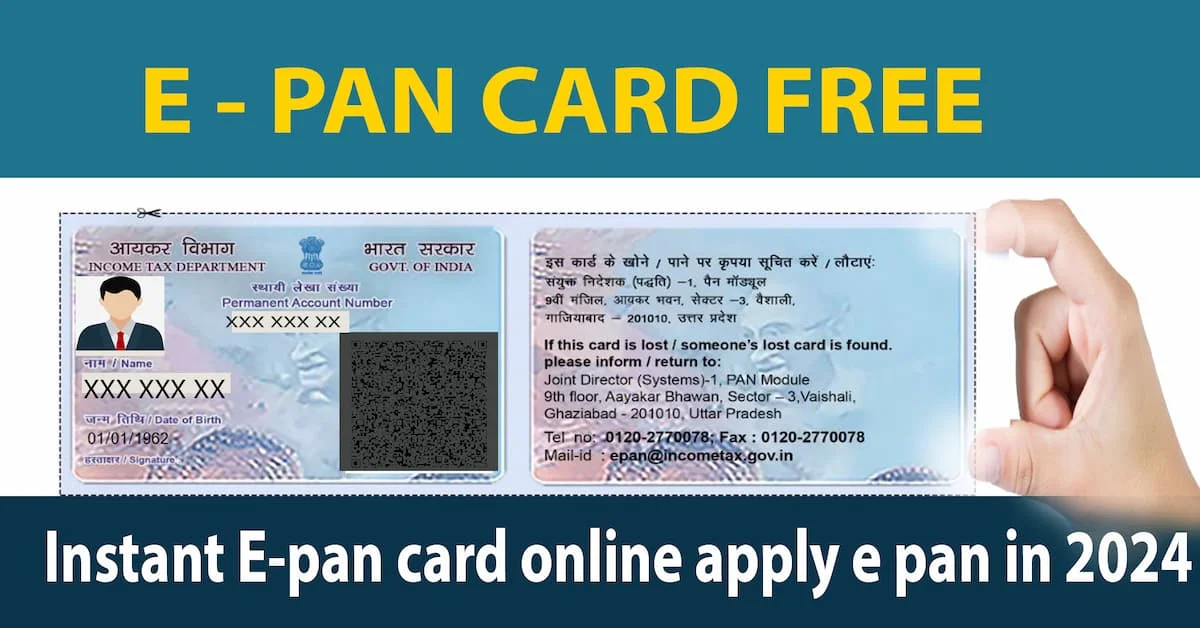 E - PAN CARD FREE
आयकर विभाग
INCOME TAX DEPARTMENT
भारत सरकार
GOVT. OF INDIA
स्थायी लेखा संख्या
Permanent Account Number
XXX XXX XX
नाम / Name
XXX XXX XX
जन्म तिथि / Date of Birth
01/01/1962
हस्ताक्षर / Signature
इस कार्ड के खोने / पाने पर कृपया सूचित करें / लौटाएं:
संयुक्त निदेशक (पद्धति) –1, पैन मॉड्यूल
9वीं मंजिल, आयकर भवन, सेक्टर –3, वैशाली,
गाजियाबाद – 201010, उत्तर प्रदेश
If this card is lost / someone's lost card is found.
please inform / return to:
Joint Director (Systems)-1, PAN Module
9th floor, Aayakar Bhawan, Sector – 3,Vaishali,
Ghaziabad - 201010, Uttar Pradesh
Tel no: 0120-2770078; Fax : 0120-2770078
Mail-id : epan@incometax.gov.in
Instant E-pan card online apply e pan in 2024